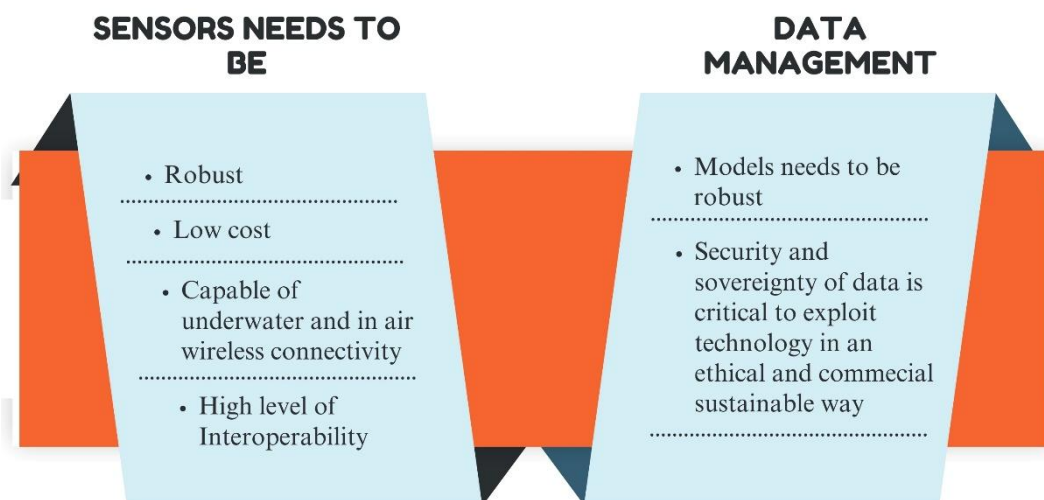 SENSORS NEEDS TO
BE
• Robust
• Low cost
• Capable of
underwater and in air
wireless connectivity
• High level of
Interoperability
DATA
MANAGEMENT
• Models needs to be
robust
• Security and
sovereignty of data is
critical to exploit
technology in an
ethical and commecial
sustainable way